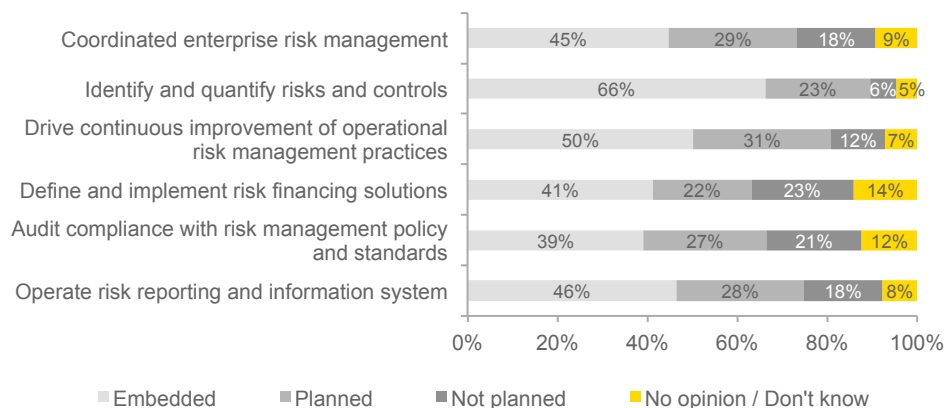 Coordinated enterprise risk management
45% 29% 18% 9%
Identify and quantify risks and controls
66% 23% 6% 5%
Drive continuous improvement of operational
risk management practices
50% 31% 12% 7%
Define and implement risk financing solutions
41% 22% 23% 14%
Audit compliance with risk management policy
and standards
39% 27% 21% 12%
Operate risk reporting and information system
46% 28% 18% 8%
0% 20% 40% 60% 80% 100%
Embedded Planned Not planned No opinion / Don't know